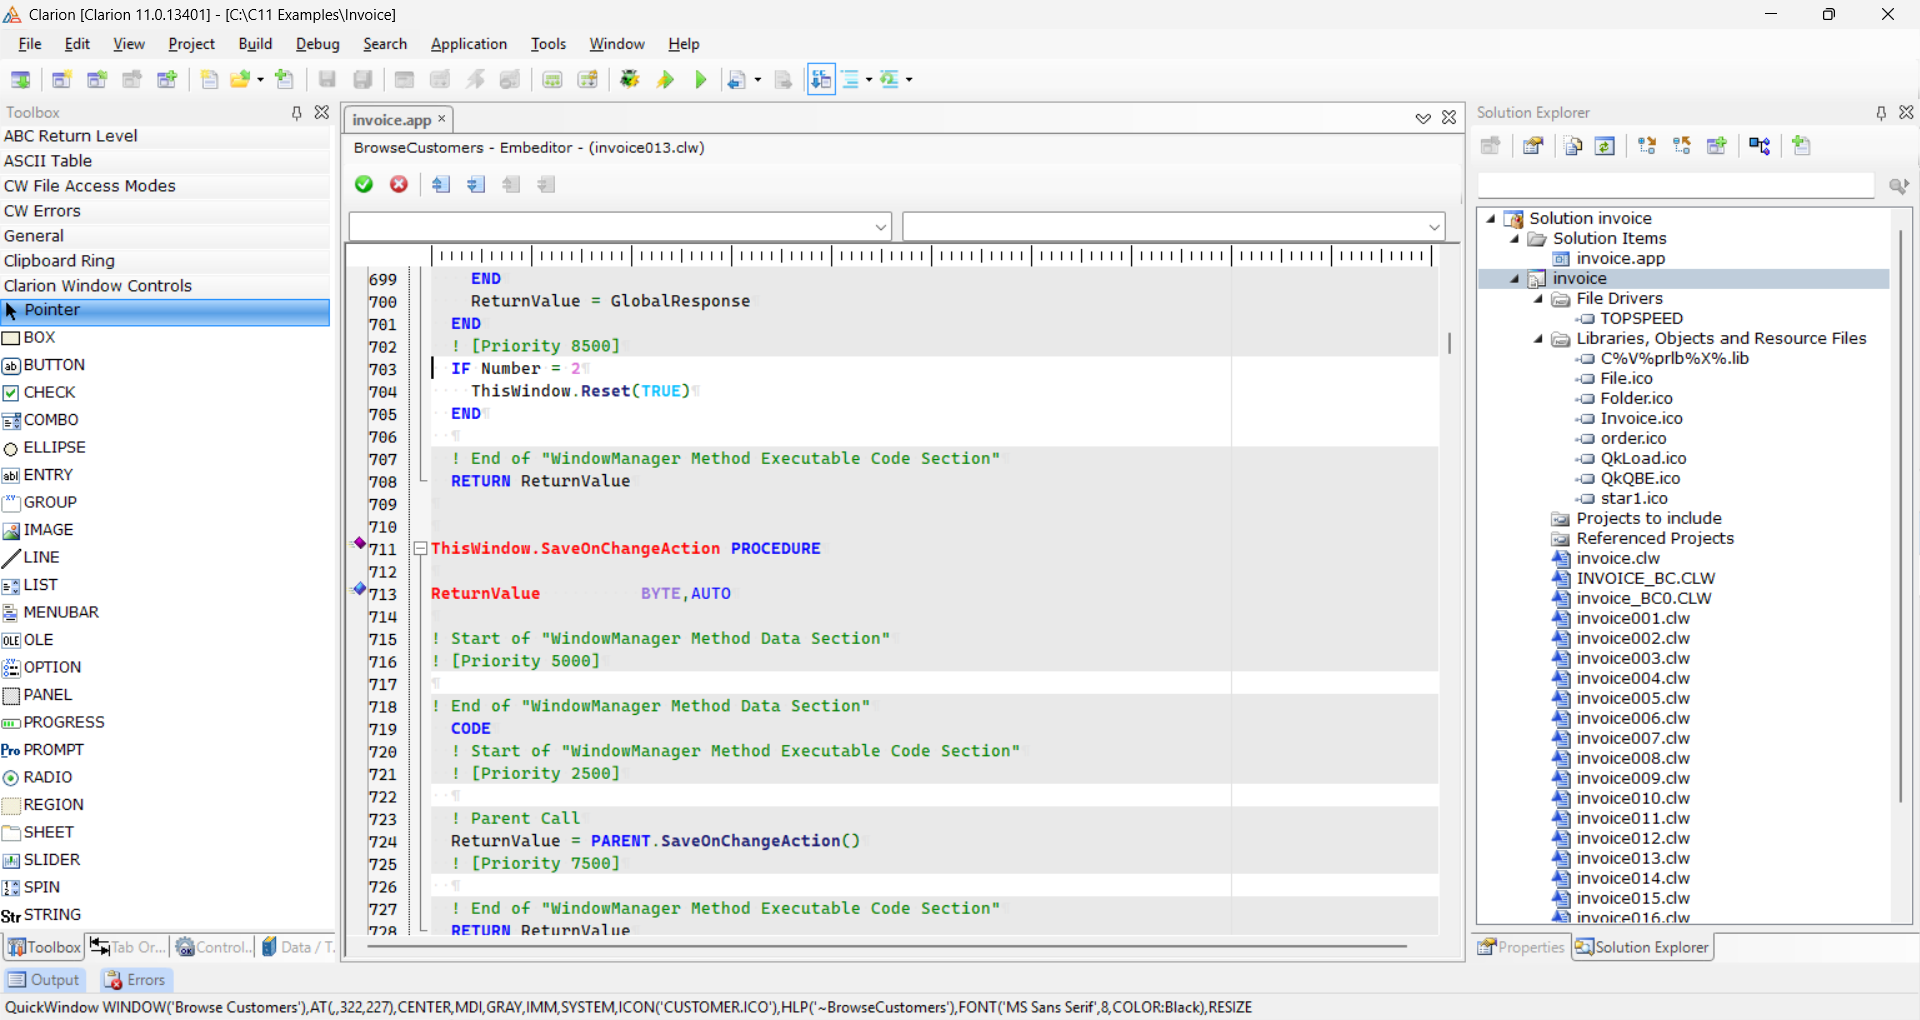 Clarion [Clarion 11.0.13401] - [C:\C11 Examples\Invoice]
File Edit View Project Build Debug Search Application Tools Window Help
Toolbox
ABC Return Level
ASCII Table
CW File Access Modes
CW Errors
General
Clipboard Ring
Clarion Window Controls
Pointer
BOX
BUTTON
CHECK
COMBO
ELLIPSE
ENTRY
GROUP
IMAGE
LINE
LIST
MENUBAR
OLE
OPTION
PANEL
PROGRESS
PROMPT
RADIO
REGION
SHEET
SLIDER
SPIN
STRING
Toolbox Tab Or... Control... Data / T...
invoice.app
BrowseCustomers - Embeditor - (invoice013.clw)
699 END
700 ReturnValue = GlobalResponse
701 END
702 ! [Priority 8500]
703 IF Number = 2
704 ThisWindow.Reset(TRUE)
705 END
706
707 ! End of "WindowManager Method Executable Code Section"
708 RETURN ReturnValue
709
710
711 ThisWindow.SaveOnChangeAction PROCEDURE
712
713 ReturnValue BYTE,AUTO
714
715 ! Start of "WindowManager Method Data Section"
716 ! [Priority 5000]
717
718 ! End of "WindowManager Method Data Section"
719 CODE
720 ! Start of "WindowManager Method Executable Code Section"
721 ! [Priority 2500]
722
723 ! Parent Call
724 ReturnValue = PARENT.SaveOnChangeAction()
725 ! [Priority 7500]
726
727 ! End of "WindowManager Method Executable Code Section"
728 RETURN ReturnValue
Solution Explorer
Solution invoice
Solution Items
invoice.app
invoice
File Drivers
TOPSPEED
Libraries, Objects and Resource Files
C%V%prlb%X%.lib
File.ico
Folder.ico
Invoice.ico
order.ico
QkLoad.ico
QkQBE.ico
star1.ico
Projects to include
Referenced Projects
invoice.clw
INVOICE_BC.CLW
invoice_BC0.CLW
invoice001.clw
invoice002.clw
invoice003.clw
invoice004.clw
invoice005.clw
invoice006.clw
invoice007.clw
invoice008.clw
invoice009.clw
invoice010.clw
invoice011.clw
invoice012.clw
invoice013.clw
invoice014.clw
invoice015.clw
invoice016.clw
Properties Solution Explorer
Output Errors
QuickWindow WINDOW('Browse Customers'),AT(,,322,227),CENTER,MDI,GRAY,IMM,SYSTEM,ICON('CUSTOMER.ICO'),HLP('~BrowseCustomers'),FONT('MS Sans Serif',8,COLOR:Black),RESIZE